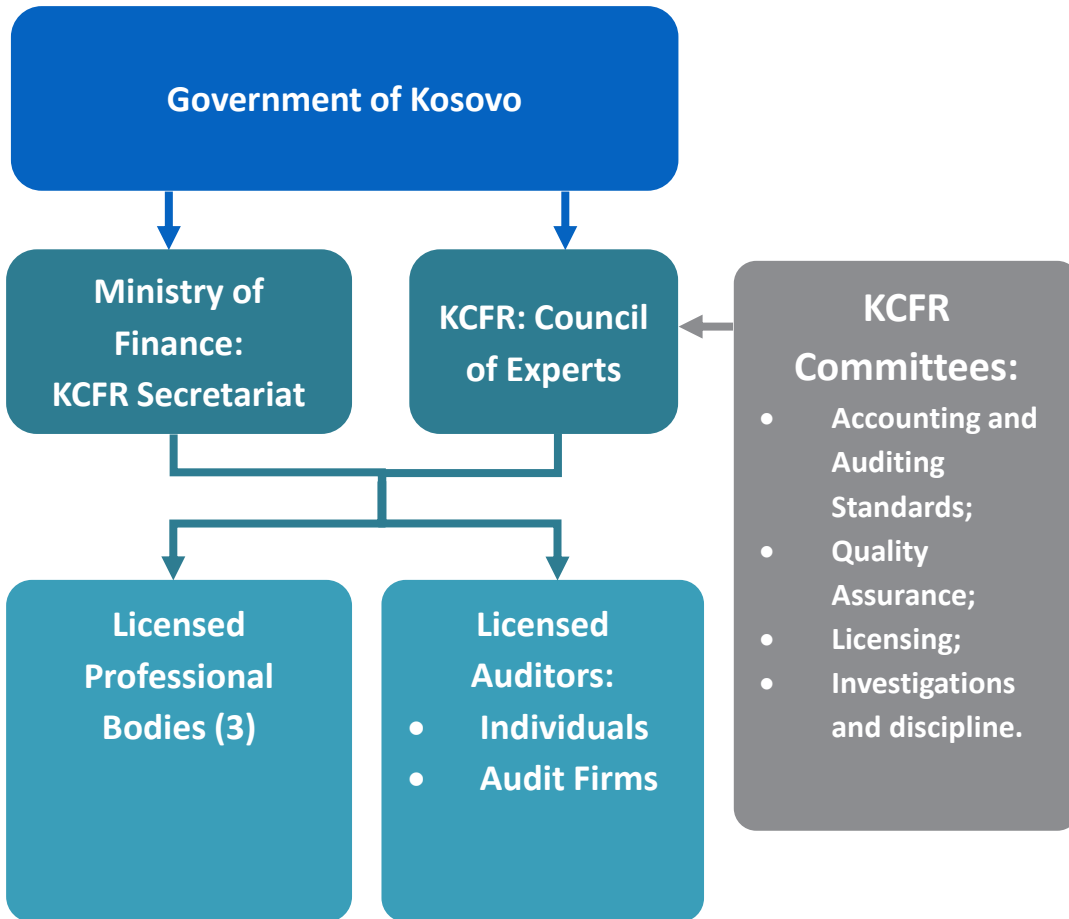 Government of Kosovo
Ministry of
Finance:
KCFR Secretariat
KCFR: Council
of Experts
KCFR
Committees:
• Accounting and
Auditing
Standards;
• Quality
Assurance;
• Licensing;
• Investigations
and discipline.
Licensed
Professional
Bodies (3)
Licensed
Auditors:
• Individuals
• Audit Firms